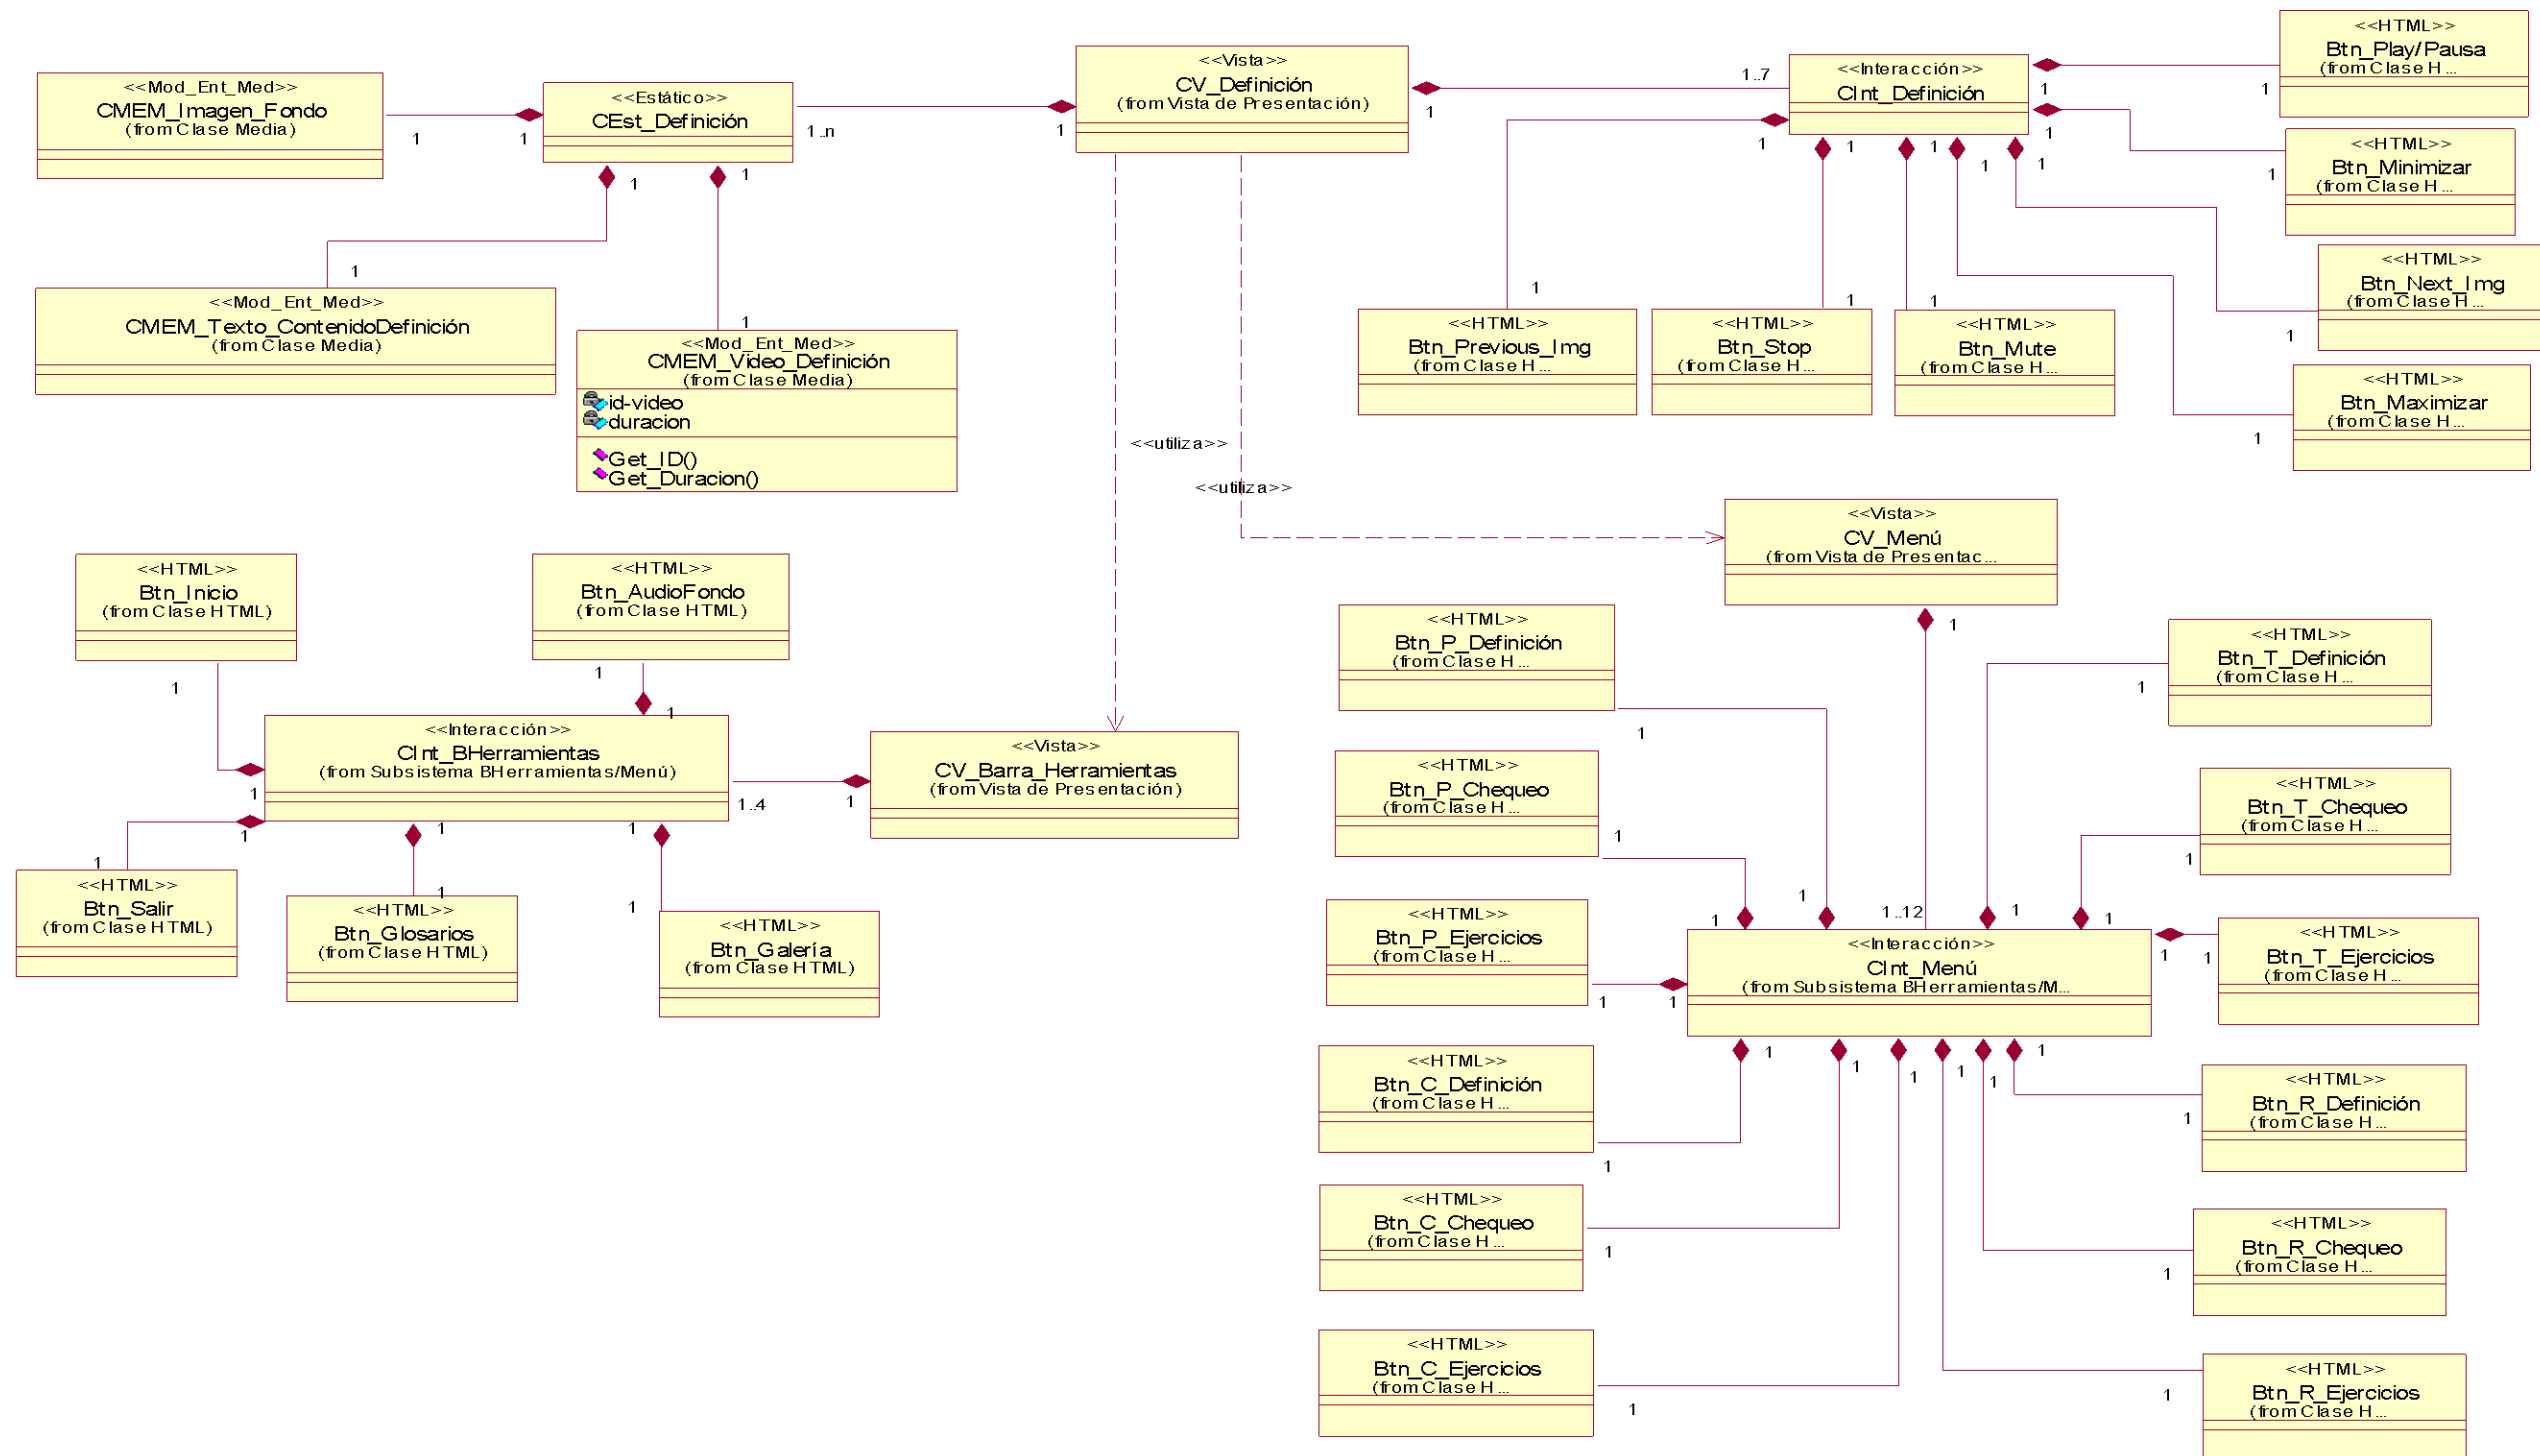 <<Mod_Ent_Med>>
CMEM_Imagen_Fondo
(from Clase Media)
1
1
<<Estático>>
CEst_Definición
1..n
1
1
1
<<Vista>>
CV_Definición
(from Vista de Presentación)
1
1
1..7
<<Interacción>>
CInt_Definición
1
1
1
1
1
1
1
<<HTML>>
Btn_Play/Pausa
(from Clase H...
1
<<HTML>>
Btn_Minimizar
(from Clase H...
1
<<HTML>>
Btn_Next_Img
(from Clase H...
1
<<HTML>>
Btn_Maximizar
(from Clase H...
1
<<Mod_Ent_Med>>
CMEM_Texto_ContenidoDefinición
(from Clase Media)
1
<<Mod_Ent_Med>>
CMEM_Video_Definición
(from Clase Media)
id-video
duracion
Get_ID()
Get_Duracion()
1
<<HTML>>
Btn_Previous_Img
(from Clase H...
1
<<HTML>>
Btn_Stop
(from Clase H...
1
<<HTML>>
Btn_Mute
(from Clase H...
1
<<utiliza>>
<<utiliza>>
<<Vista>>
CV_Menú
(from Vista de Presentac...
1
<<HTML>>
Btn_Inicio
(from Clase HTML)
1
<<HTML>>
Btn_AudioFondo
(from Clase HTML)
1
1
<<Interacción>>
CInt_BHerramientas
(from Subsistema BHerramientas/Menú)
1
1
1
1
1..4
1
<<Vista>>
CV_Barra_Herramientas
(from Vista de Presentación)
1
<<HTML>>
Btn_Salir
(from Clase HTML)
1
<<HTML>>
Btn_Glosarios
(from Clase HTML)
1
<<HTML>>
Btn_Galería
(from Clase HTML)
<<HTML>>
Btn_P_Definición
(from Clase H...
1
<<HTML>>
Btn_T_Definición
(from Clase H...
1
<<HTML>>
Btn_P_Chequeo
(from Clase H...
1
<<HTML>>
Btn_T_Chequeo
(from Clase H...
1
<<HTML>>
Btn_P_Ejercicios
(from Clase H...
1
<<HTML>>
Btn_T_Ejercicios
(from Clase H...
1
1
1
1..12
1
1
1
1
<<Interacción>>
CInt_Menú
(from Subsistema BHerramientas/M...
1
1
1
1
1
1
<<HTML>>
Btn_C_Definición
(from Clase H...
1
<<HTML>>
Btn_R_Definición
(from Clase H...
1
<<HTML>>
Btn_C_Chequeo
(from Clase H...
1
<<HTML>>
Btn_R_Chequeo
(from Clase H...
1
<<HTML>>
Btn_C_Ejercicios
(from Clase H...
1
<<HTML>>
Btn_R_Ejercicios
(from Clase H...
1